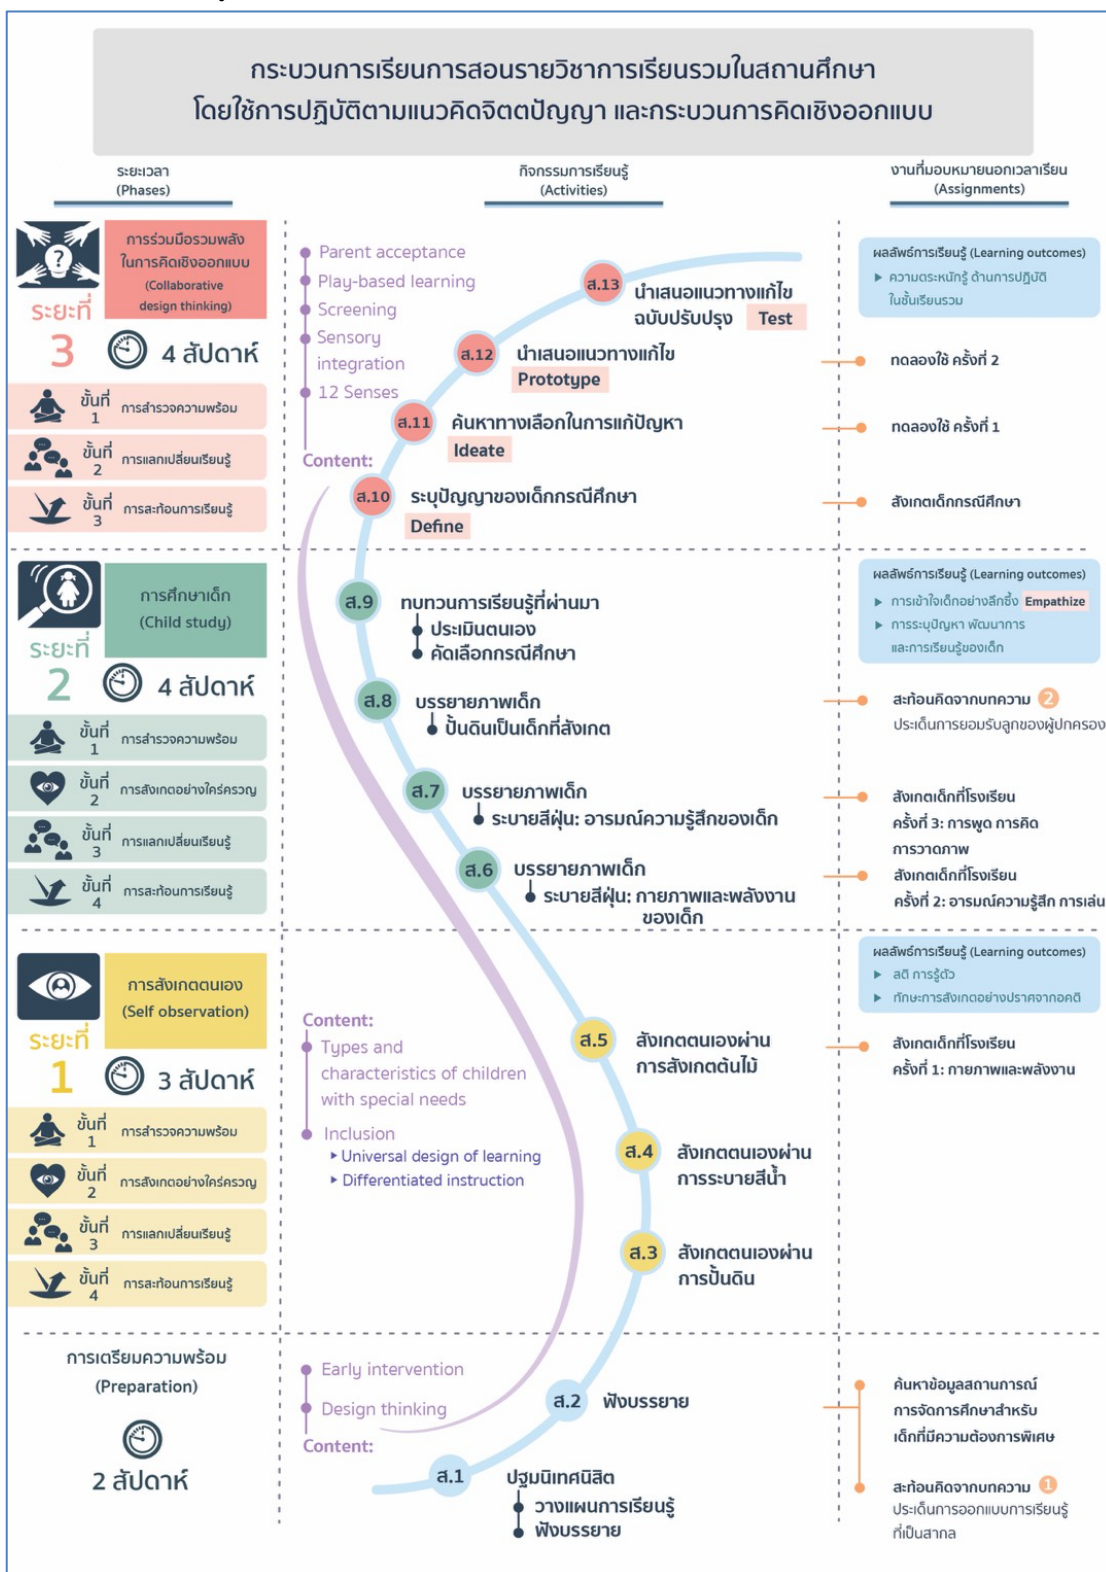 กระบวนการเรียนการสอนรายวิชาการเรียนรวมในสถานศึกษา
โดยใช้การปฏิบัติตามแนวคิดจิตตปัญญา และกระบวนการคิดเชิงออกแบบ
ระยะเวลา
(Phases)
กิจกรรมการเรียนรู้
(Activities)
งานที่มอบหมายนอกเวลาเรียน
(Assignments)
?
ระยะที่
3
การร่วมมือรวมพลัง
ในการคิดเชิงออกแบบ
(Collaborative
design thinking)
4 สัปดาห์
ขั้นที่
1
การสำรวจความพร้อม
ขั้นที่
2
การแลกเปลี่ยนเรียนรู้
ขั้นที่
3
การสะท้อนการเรียนรู้
Parent acceptance
Play-based learning
Screening
Sensory
integration
12 Senses
Content:
ส.13
นำเสนอแนวทางแก้ไข
ฉบับปรับปรุง Test
ส.12
นำเสนอแนวทางแก้ไข
Prototype
ส.11
ค้นหาทางเลือกในการแก้ปัญหา
Ideate
ส.10
ระบุปัญญาของเด็กกรณีศึกษา
Define
ผลลัพธ์การเรียนรู้ (Learning outcomes)
ความตระหนักรู้ ด้านการปฏิบัติ
ในชั้นเรียนรวม
ทดลองใช้ ครั้งที่ 2
ทดลองใช้ ครั้งที่ 1
สังเกตเด็กกรณีศึกษา
ระยะที่
2
การศึกษาเด็ก
(Child study)
4 สัปดาห์
ขั้นที่
1
การสำรวจความพร้อม
ขั้นที่
2
การสังเกตอย่างใคร่ครวญ
ขั้นที่
3
การแลกเปลี่ยนเรียนรู้
ขั้นที่
4
การสะท้อนการเรียนรู้
ส.9
ทบทวนการเรียนรู้ที่ผ่านมา
ประเมินตนเอง
คัดเลือกกรณีศึกษา
ส.8
บรรยายภาพเด็ก
ปั้นดินเป็นเด็กที่สังเกต
ส.7
บรรยายภาพเด็ก
ระบายสีฝุ่น: อารมณ์ความรู้สึกของเด็ก
ส.6
บรรยายภาพเด็ก
ระบายสีฝุ่น: กายภาพและพลังงาน
ของเด็ก
ผลลัพธ์การเรียนรู้ (Learning outcomes)
การเข้าใจเด็กอย่างลึกซึ้ง Empathize
การระบุปัญหา พัฒนาการ
และการเรียนรู้ของเด็ก
สะท้อนคิดจากบทความ 2
ประเด็นการยอมรับลูกของผู้ปกครอง
สังเกตเด็กที่โรงเรียน
ครั้งที่ 3: การพูด การคิด
การวาดภาพ
สังเกตเด็กที่โรงเรียน
ครั้งที่ 2: อารมณ์ความรู้สึก การเล่น
ระยะที่
1
การสังเกตตนเอง
(Self observation)
3 สัปดาห์
ขั้นที่
1
การสำรวจความพร้อม
ขั้นที่
2
การสังเกตอย่างใคร่ครวญ
ขั้นที่
3
การแลกเปลี่ยนเรียนรู้
ขั้นที่
4
การสะท้อนการเรียนรู้
Content:
Types and
characteristics of children
with special needs
Inclusion
Universal design of learning
Differentiated instruction
ส.5
สังเกตตนเองผ่าน
การสังเกตต้นไม้
ส.4
สังเกตตนเองผ่าน
การระบายสีน้ำ
ส.3
สังเกตตนเองผ่าน
การปั้นดิน
ผลลัพธ์การเรียนรู้ (Learning outcomes)
สติ การรู้ตัว
ทักษะการสังเกตอย่างปราศจากอคติ
สังเกตเด็กที่โรงเรียน
ครั้งที่ 1: กายภาพและพลังงาน
การเตรียมความพร้อม
(Preparation)
2 สัปดาห์
Early intervention
Design thinking
Content:
ส.2
ฟังบรรยาย
ส.1
ปฐมนิเทศนิสิต
วางแผนการเรียนรู้
ฟังบรรยาย
ค้นหาข้อมูลสถานการณ์
การจัดการศึกษาสำหรับ
เด็กที่มีความต้องการพิเศษ
สะท้อนคิดจากบทความ 1
ประเด็นการออกแบบการเรียนรู้
ที่เป็นสากล